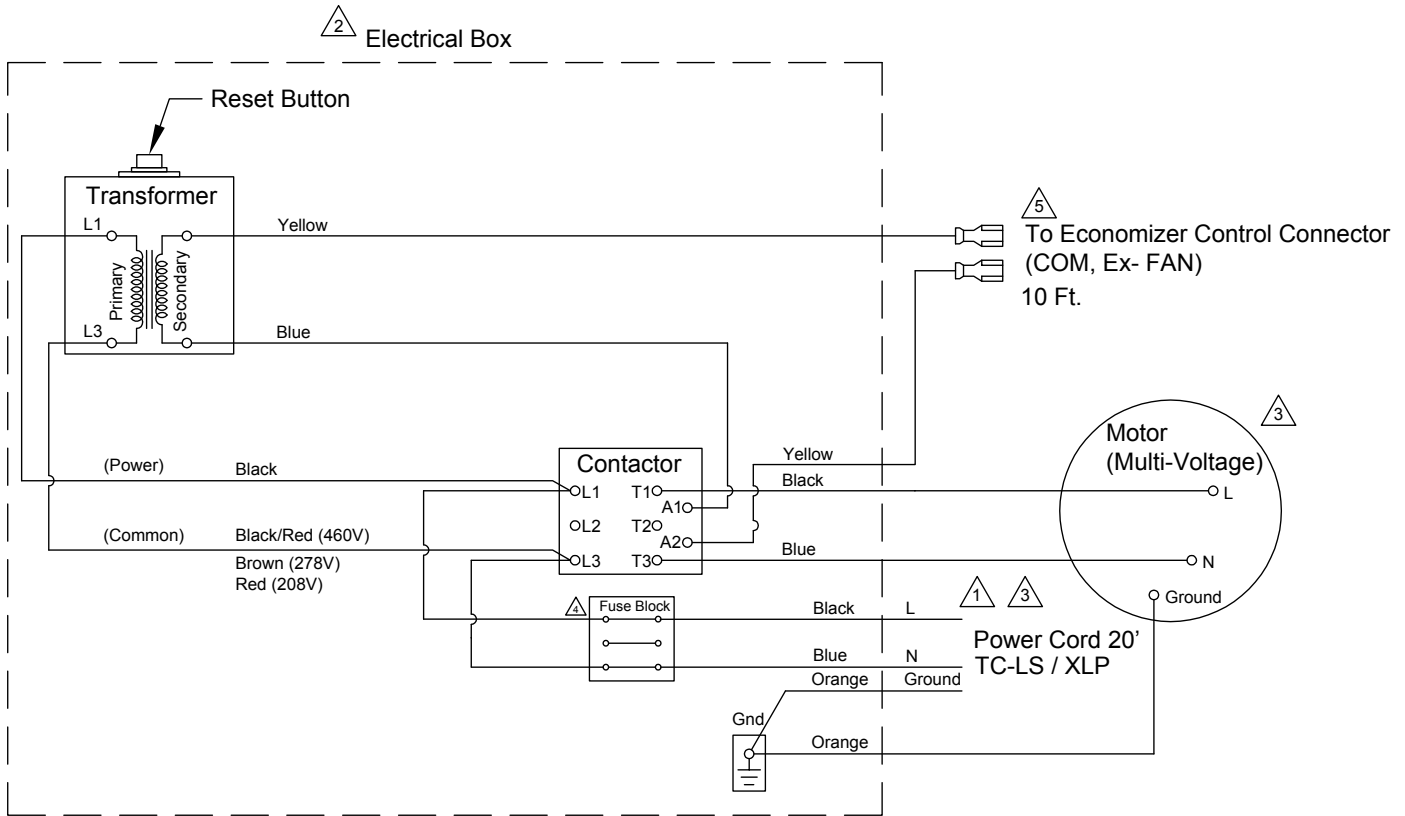 2
Electrical Box
Reset Button
Transformer
L1
Primary
Secondary
L3
Yellow
Blue
5
To Economizer Control Connector
(COM, Ex- FAN)
10 Ft.
(Power)
Black
(Common)
Black/Red (460V)
Brown (278V)
Red (208V)
Contactor
L1
T1
A1
L2
T2
A2
L3
T3
Yellow
Black
Blue
3
Motor
(Multi-Voltage)
L
N
Ground
4
Fuse Block
Black
L
Blue
N
Orange
Ground
1
3
Power Cord 20'
TC-LS / XLP
Gnd
Orange